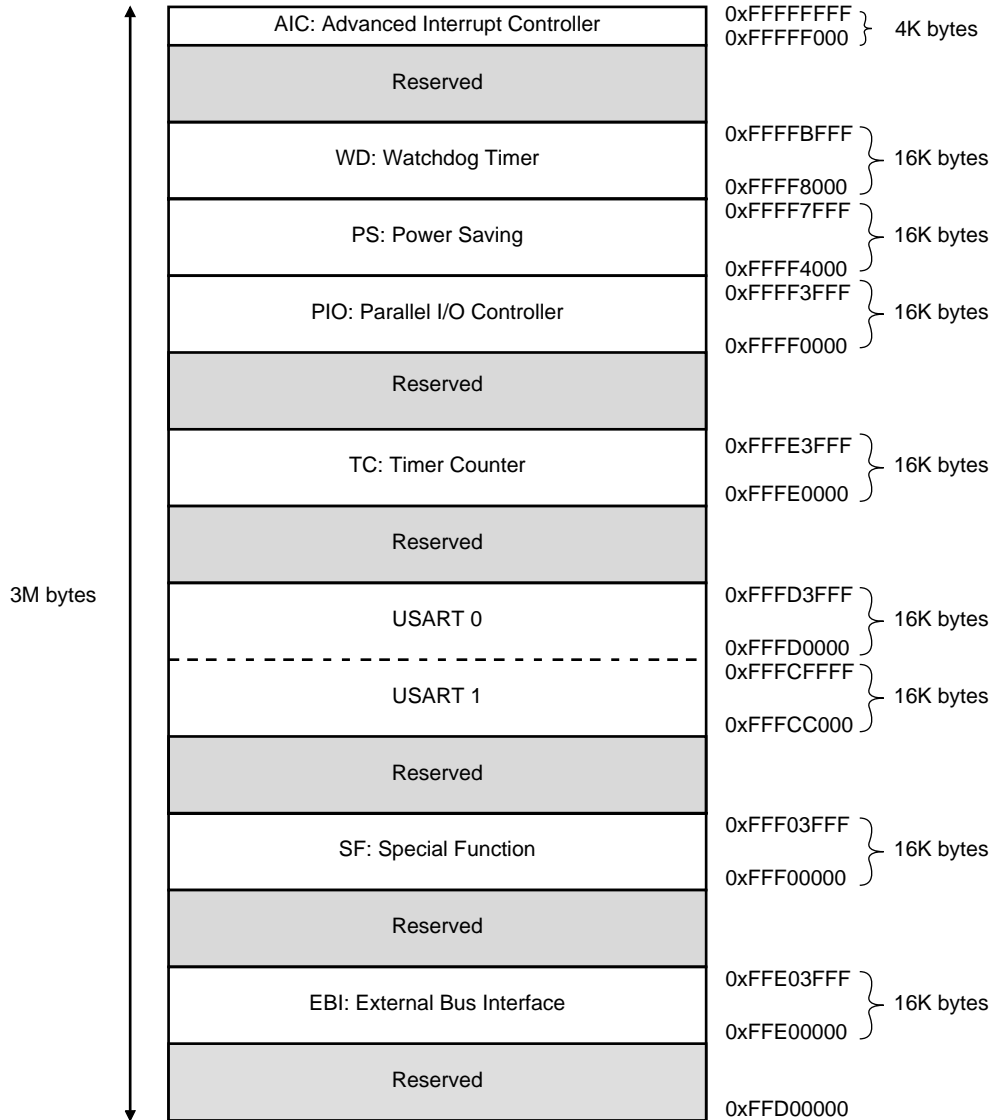 AIC: Advanced Interrupt Controller
0xFFFFFFFF
0xFFFFF000
4K bytes
Reserved
WD: Watchdog Timer
0xFFFFBFFF
0xFFFF8000
16K bytes
PS: Power Saving
0xFFFF7FFF
0xFFFF4000
16K bytes
PIO: Parallel I/O Controller
0xFFFF3FFF
0xFFFF0000
16K bytes
Reserved
TC: Timer Counter
0xFFFE3FFF
0xFFFE0000
16K bytes
Reserved
3M bytes
USART 0
0xFFFD3FFF
0xFFFD0000
16K bytes
USART 1
0xFFFCFFFF
0xFFFCC000
16K bytes
Reserved
SF: Special Function
0xFFF03FFF
0xFFF00000
16K bytes
Reserved
EBI: External Bus Interface
0xFFE03FFF
0xFFE00000
16K bytes
Reserved
0xFFD00000